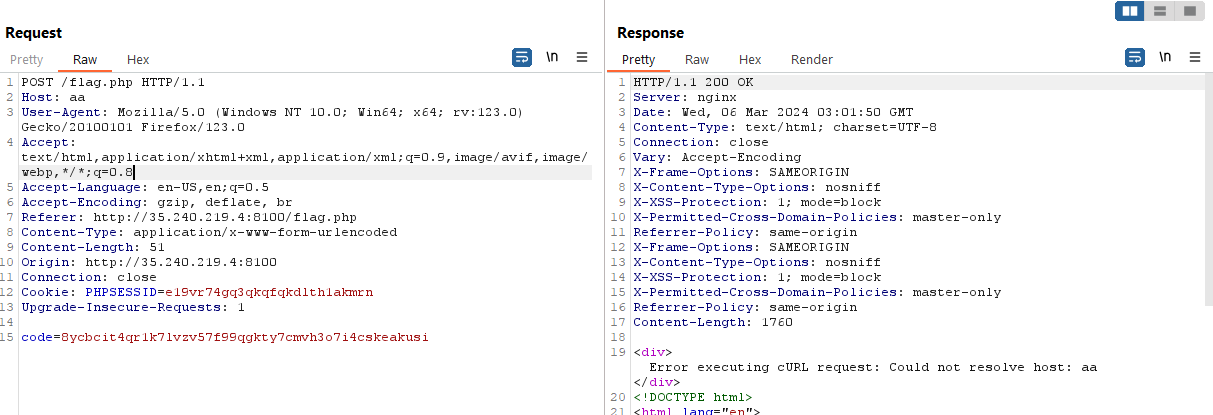 Request
Pretty Raw Hex
\n
1 POST /flag.php HTTP/1.1
2 Host: aa
3 User-Agent: Mozilla/5.0 (Windows NT 10.0; Win64; x64; rv:123.0)
Gecko/20100101 Firefox/123.0
4 Accept:
text/html,application/xhtml+xml,application/xml;q=0.9,image/avif,image/
webp,*/*;q=0.8
5 Accept-Language: en-US,en;q=0.5
6 Accept-Encoding: gzip, deflate, br
7 Referer: http://35.240.219.4:8100/flag.php
8 Content-Type: application/x-www-form-urlencoded
9 Content-Length: 51
10 Origin: http://35.240.219.4:8100
11 Connection: close
12 Cookie: PHPSESSID=e19vr74gq3qkqfqkdlth1akmrn
13 Upgrade-Insecure-Requests: 1
14
15 code=8ycbcit4qr1k7lvzv57f99qgkty7cmvh3o7i4cskeakusi
Response
Pretty Raw Hex Render
\n
1 HTTP/1.1 200 OK
2 Server: nginx
3 Date: Wed, 06 Mar 2024 03:01:50 GMT
4 Content-Type: text/html; charset=UTF-8
5 Connection: close
6 Vary: Accept-Encoding
7 X-Frame-Options: SAMEORIGIN
8 X-Content-Type-Options: nosniff
9 X-XSS-Protection: 1; mode=block
10 X-Permitted-Cross-Domain-Policies: master-only
11 Referrer-Policy: same-origin
12 X-Frame-Options: SAMEORIGIN
13 X-Content-Type-Options: nosniff
14 X-XSS-Protection: 1; mode=block
15 X-Permitted-Cross-Domain-Policies: master-only
16 Referrer-Policy: same-origin
17 Content-Length: 1760
18
19 <div>
Error executing cURL request: Could not resolve host: aa
</div>
20 <!DOCTYPE html>
21 <html lang="en">